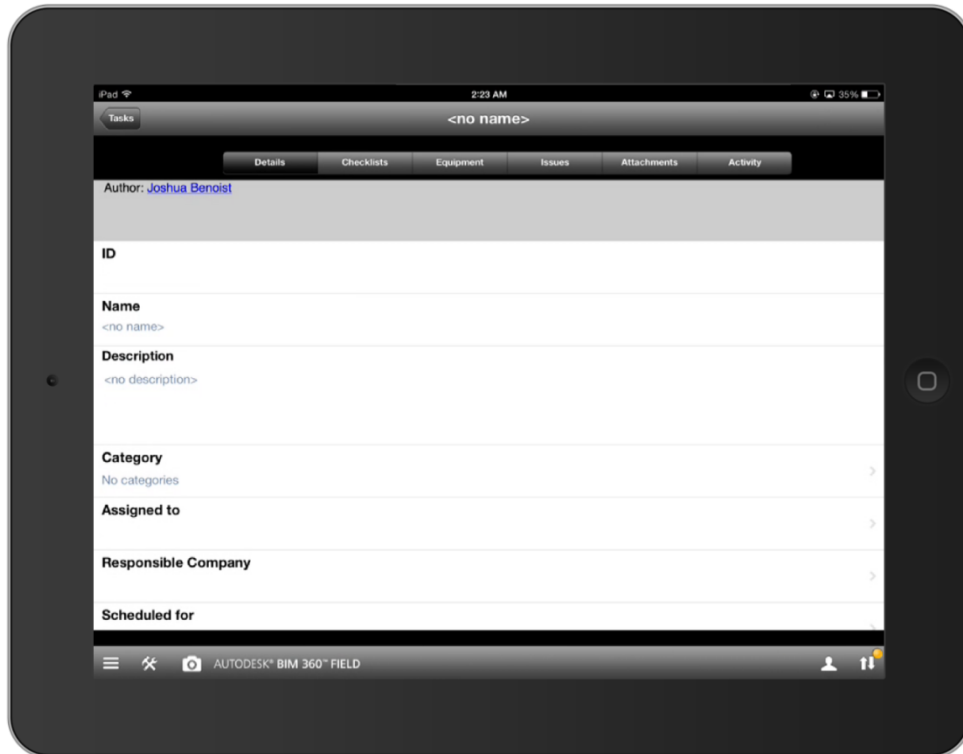 iPad 2:23 AM 35%
Tasks <no name>
Details Checklists Equipment Issues Attachments Activity
Author: Joshua Benoist
ID
Name
<no name>
Description
<no description>
Category
No categories
Assigned to
Responsible Company
Scheduled for
AUTODESK® BIM 360™ FIELD